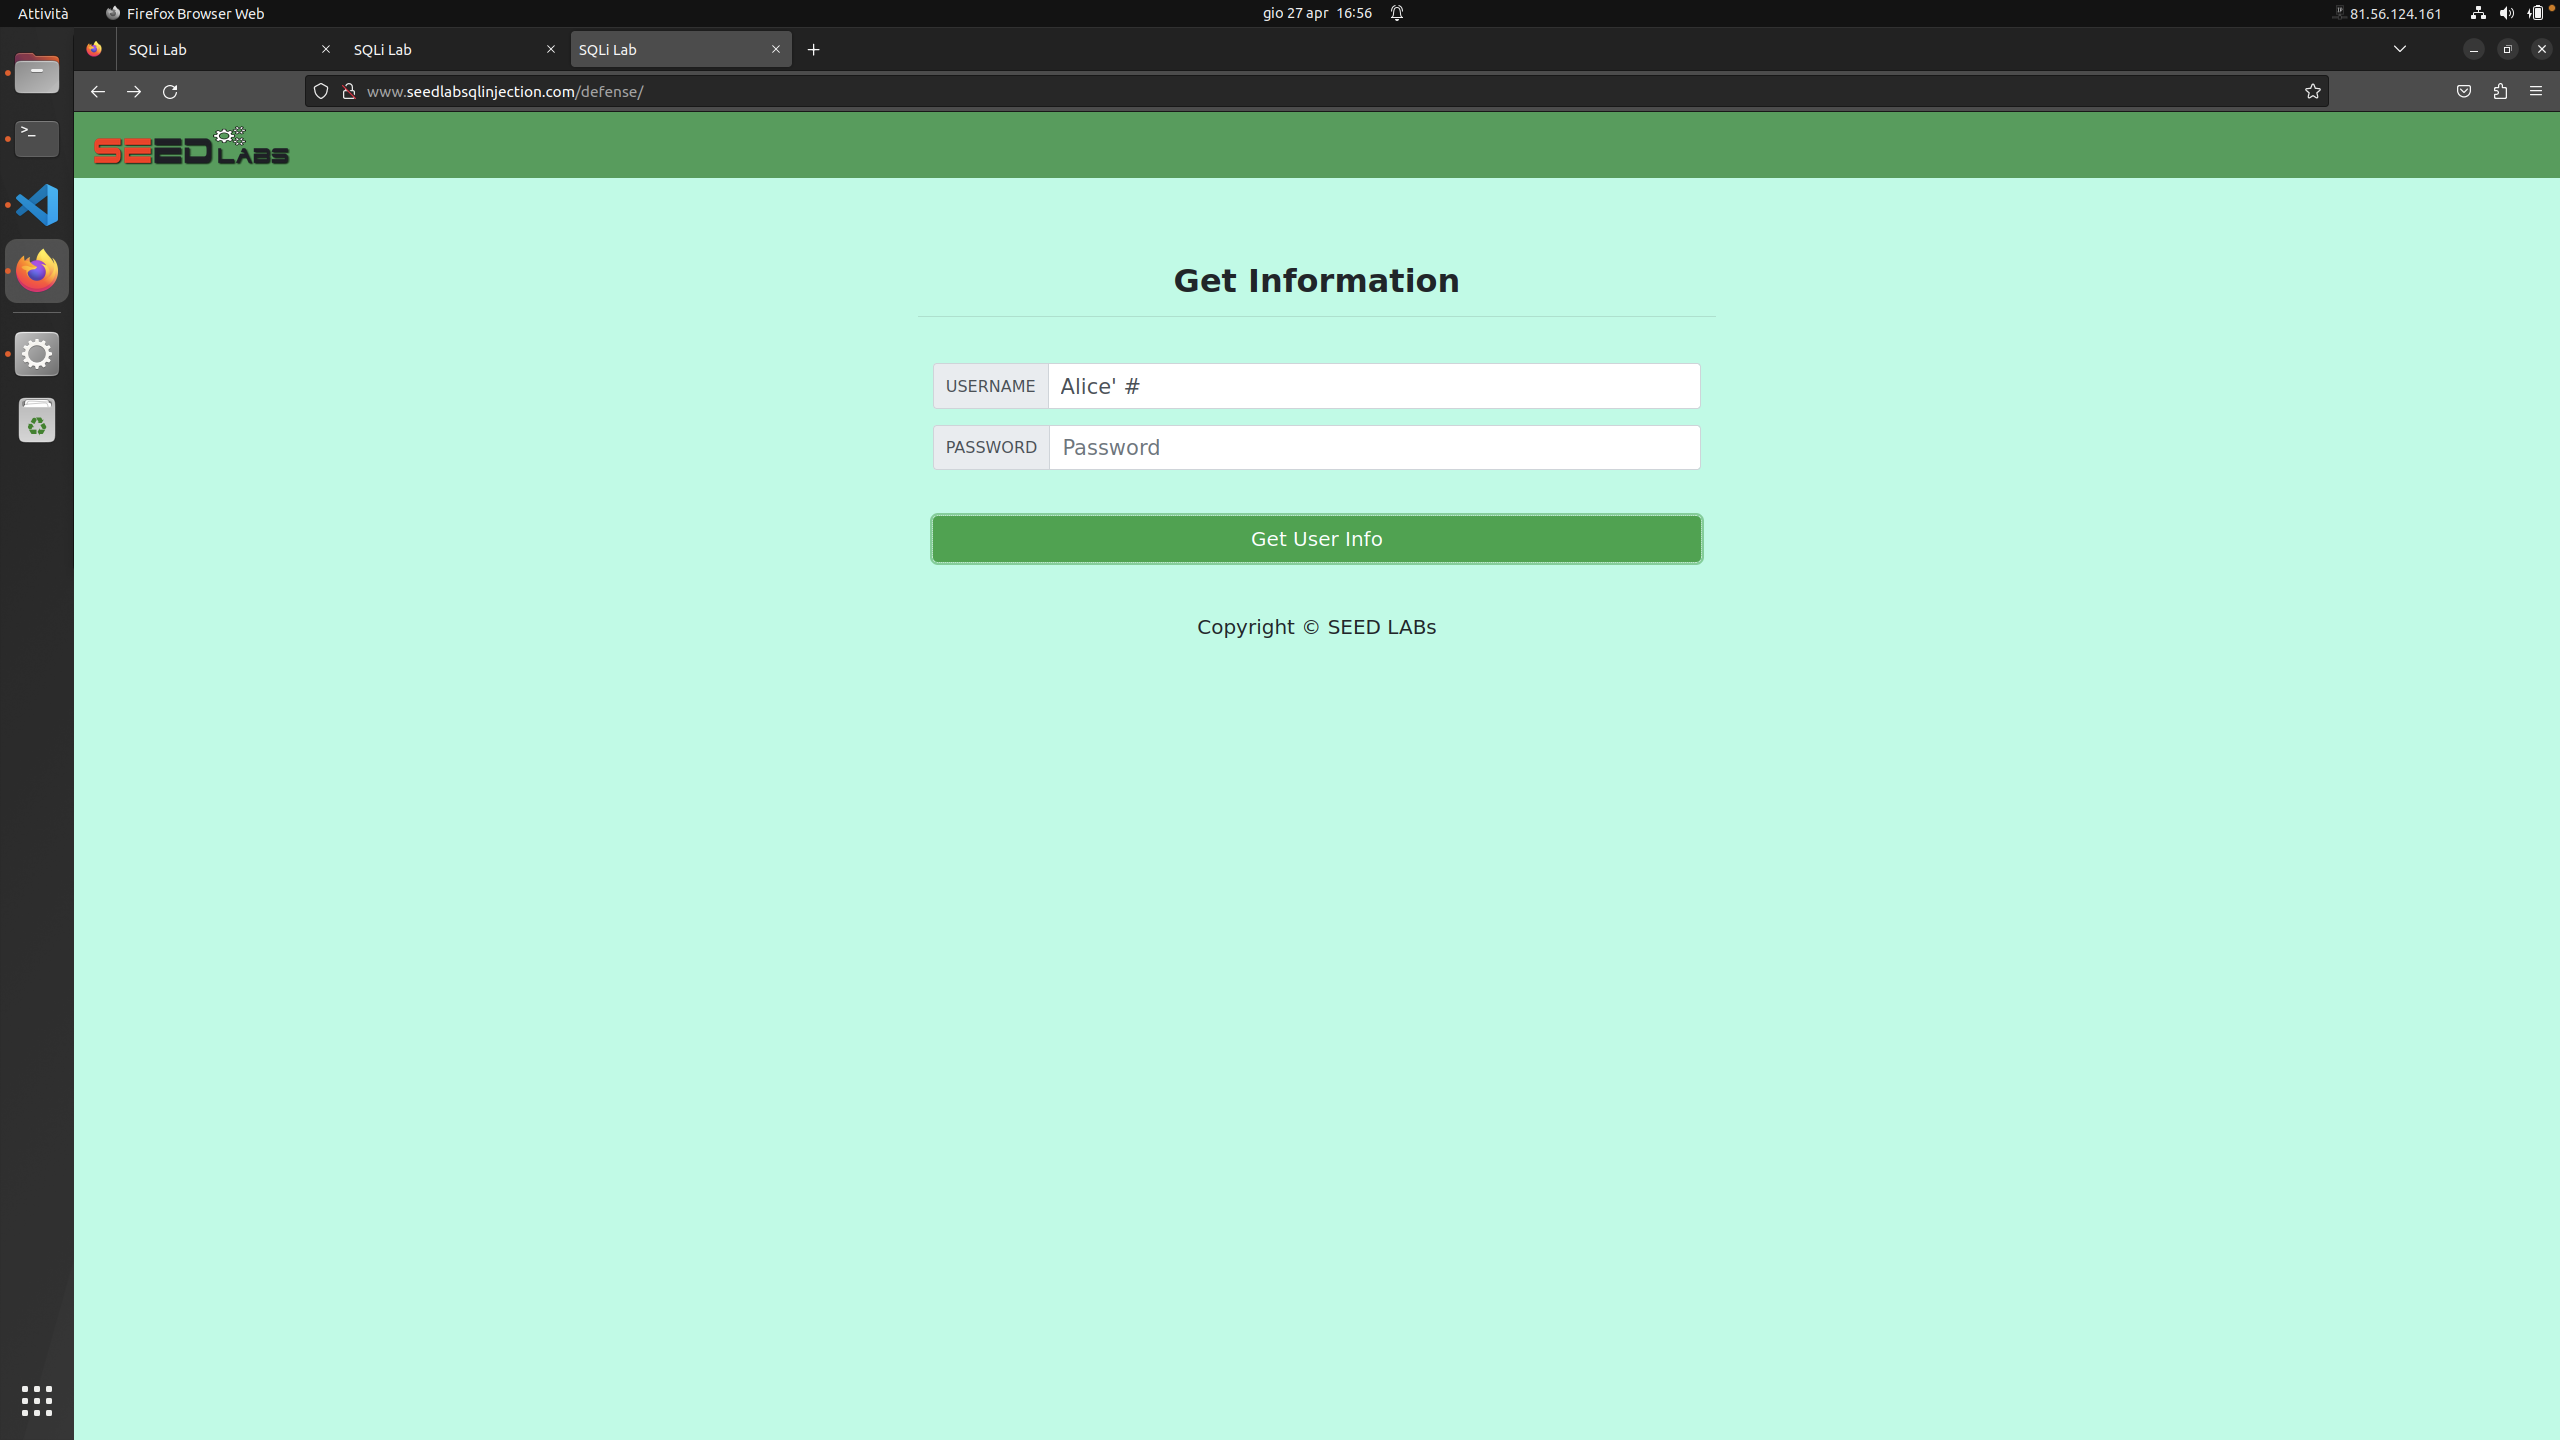 Attività Firefox Browser Web gio 27 apr 16:56 IP 81.56.124.161
SQLi Lab SQLi Lab SQLi Lab
www.seedlabsqlinjection.com/defense/
>_
SEED LABS
Get Information
USERNAME Alice' #
PASSWORD Password
Get User Info
Copyright © SEED LABs